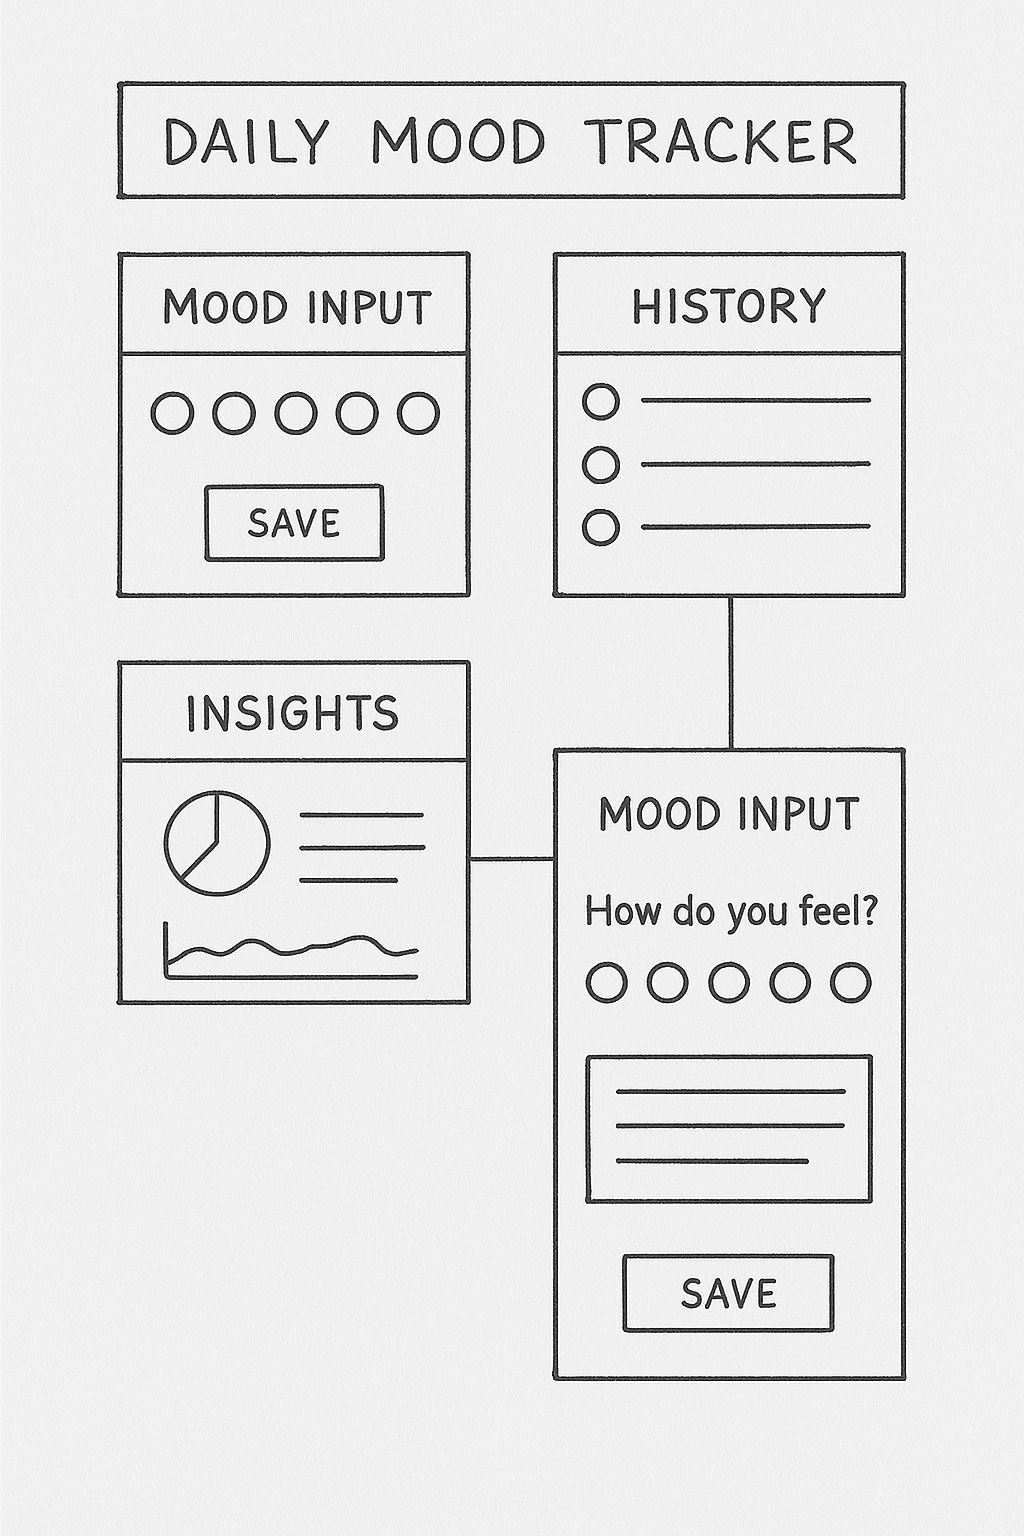 DAILY MOOD TRACKER
MOOD INPUT
SAVE
HISTORY
INSIGHTS
MOOD INPUT
How do you feel?
SAVE